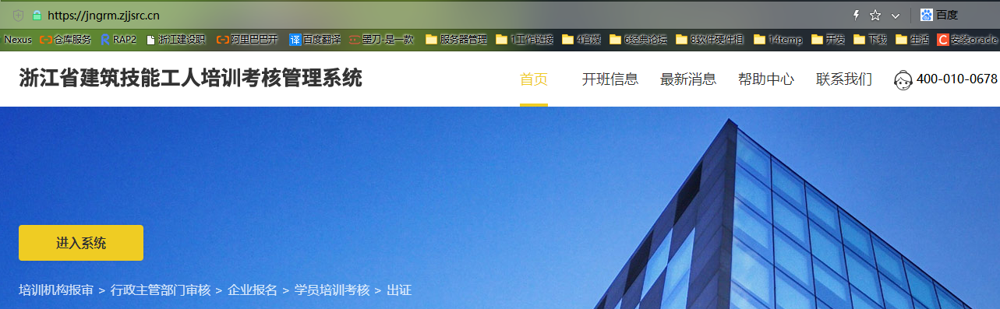 https://jngrm.zjjsrc.cn 百度
Nexus 仓库服务 RAP2 浙江建设职 阿里巴巴开 百度翻译 墨刀-是一款 服务器管理 1工作链接 4官媒 6经典论坛 8软件硬件相 14temp 开发 下载 生活 安装oracle
浙江省建筑技能工人培训考核管理系统 首页 开班信息 最新消息 帮助中心 联系我们 400-010-0678
进入系统
培训机构报审 > 行政主管部门审核 > 企业报名 > 学员培训考核 > 出证